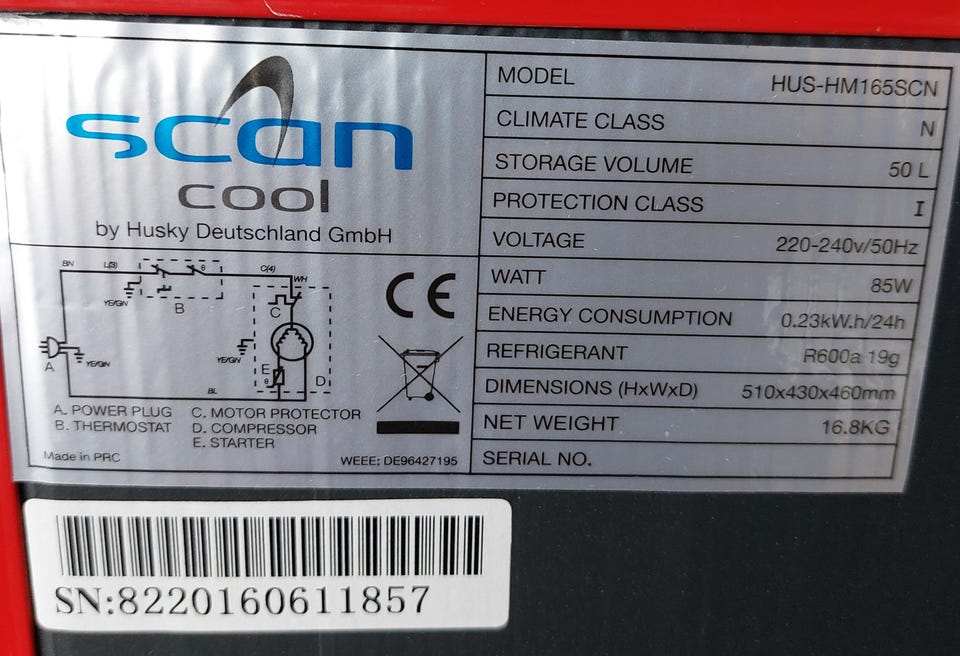 scan
cool
by Husky Deutschland GmbH
BN L(3) θ C(4) WH
YE/GN B C
A YE/GN YE/GN E θ D
BL
A. POWER PLUG C. MOTOR PROTECTOR
B. THERMOSTAT D. COMPRESSOR
E. STARTER
Made in PRC
CE
WEEE: DE96427195
MODEL HUS-HM165SCN
CLIMATE CLASS N
STORAGE VOLUME 50 L
PROTECTION CLASS I
VOLTAGE 220-240v/50Hz
WATT 85W
ENERGY CONSUMPTION 0.23kW.h/24h
REFRIGERANT R600a 19g
DIMENSIONS (HxWxD) 510x430x460mm
NET WEIGHT 16.8KG
SERIAL NO.
SN:8220160611857